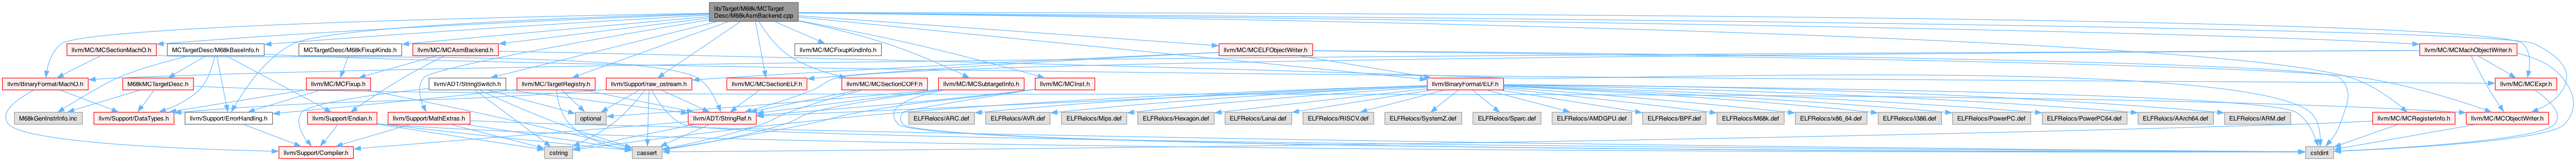 lib/Target/M68k/MCTarget
Desc/M68kAsmBackend.cpp
llvm/MC/MCSectionMachO.h
MCTargetDesc/M68kBaseInfo.h
MCTargetDesc/M68kFixupKinds.h
llvm/MC/MCAsmBackend.h
llvm/MC/MCFixupKindInfo.h
llvm/MC/MCELFObjectWriter.h
llvm/MC/MCMachObjectWriter.h
llvm/BinaryFormat/MachO.h
M68kMCTargetDesc.h
llvm/MC/MCFixup.h
llvm/ADT/StringSwitch.h
llvm/MC/TargetRegistry.h
llvm/Support/raw_ostream.h
llvm/MC/MCSectionELF.h
llvm/MC/MCSectionCOFF.h
llvm/MC/MCSubtargetInfo.h
llvm/MC/MCInst.h
llvm/BinaryFormat/ELF.h
llvm/MC/MCExpr.h
M68kGenInstrInfo.inc
llvm/Support/DataTypes.h
llvm/Support/ErrorHandling.h
llvm/Support/Endian.h
llvm/Support/MathExtras.h
optional
llvm/ADT/StringRef.h
ELFRelocs/ARC.def
ELFRelocs/AVR.def
ELFRelocs/Mips.def
ELFRelocs/Hexagon.def
ELFRelocs/Lanai.def
ELFRelocs/RISCV.def
ELFRelocs/SystemZ.def
ELFRelocs/Sparc.def
ELFRelocs/AMDGPU.def
ELFRelocs/BPF.def
ELFRelocs/M68k.def
ELFRelocs/x86_64.def
ELFRelocs/i386.def
ELFRelocs/PowerPC.def
ELFRelocs/PowerPC64.def
ELFRelocs/AArch64.def
ELFRelocs/ARM.def
llvm/MC/MCRegisterInfo.h
llvm/MC/MCObjectWriter.h
llvm/Support/Compiler.h
cstring
cassert
cstdint